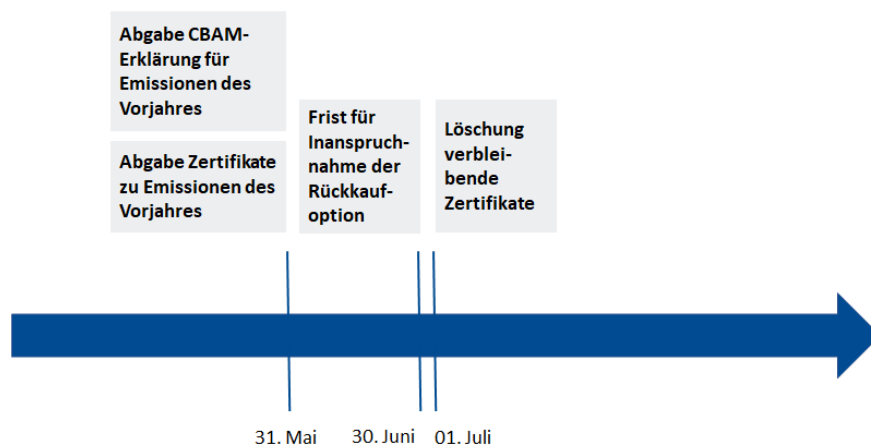 Abgabe CBAM-
Erklärung für
Emissionen des
Vorjahres
Abgabe Zertifikate
zu Emissionen des
Vorjahres
Frist für
Inanspruch-
nahme der
Rückkauf-
option
Löschung
verblei-
bende
Zertifikate
31. Mai
30. Juni
01. Juli